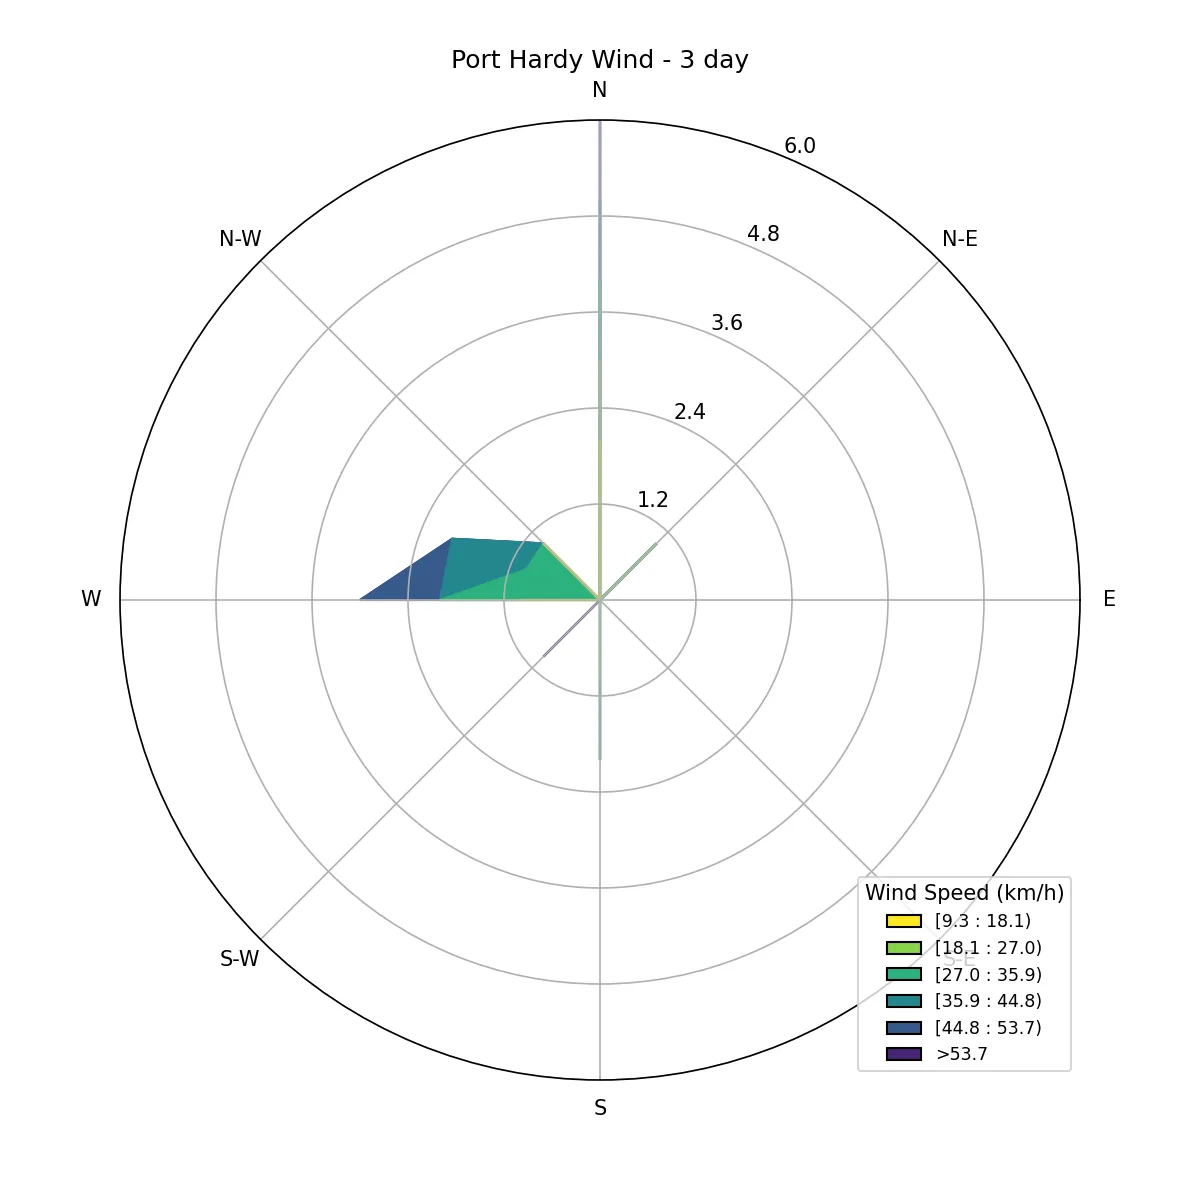 Port Hardy Wind - 3 day
N
6.0
N-W
4.8
N-E
3.6
2.4
1.2
W
E
Wind Speed (km/h)
[9.3 : 18.1)
[18.1 : 27.0)
S-W
S-E
[27.0 : 35.9)
[35.9 : 44.8)
[44.8 : 53.7)
>53.7
S